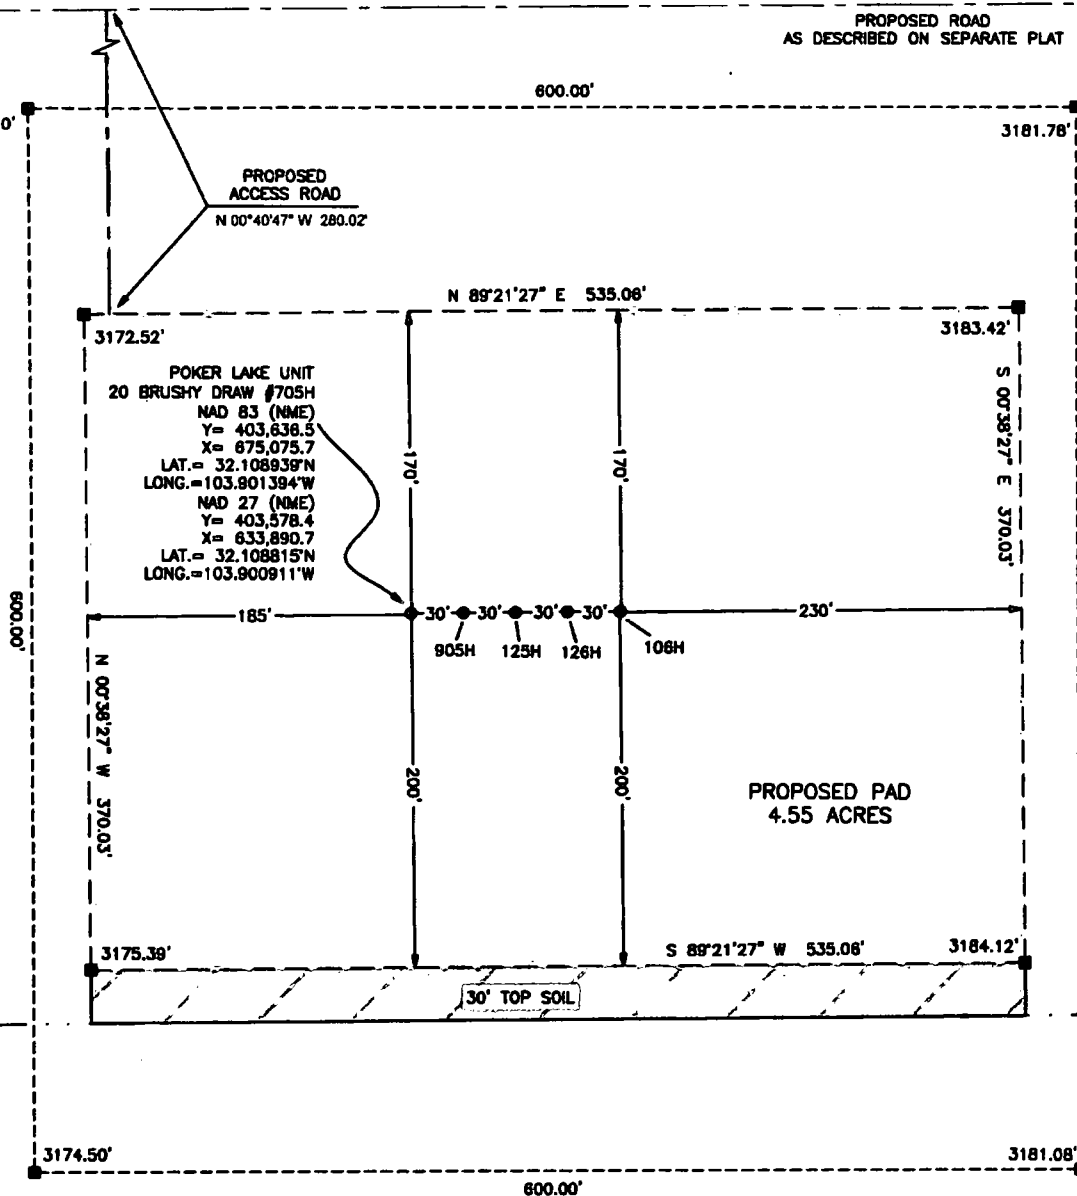 PROPOSED ROAD
AS DESCRIBED ON SEPARATE PLAT
600.00'
0'
3181.78'
PROPOSED
ACCESS ROAD
N 00°40'47" W 280.02'
N 89°21'27" E 535.06'
3172.52'
3183.42'
POKER LAKE UNIT
20 BRUSHY DRAW #705H
NAD 83 (NME)
Y= 403,636.5
X= 675,075.7
LAT.= 32.108939°N
LONG.=103.901394°W
NAD 27 (NME)
Y= 403,578.4
X= 633,890.7
LAT.= 32.108815°N
LONG.=103.900911°W
170'
170'
S 00°38'27" E 370.03'
600.00'
185'
30'
30'
30'
30'
230'
905H
125H
126H
106H
N 00°38'27" W 370.03'
200'
200'
PROPOSED PAD
4.55 ACRES
3175.39'
S 89°21'27" W 535.06'
3184.12'
30' TOP SOIL
3174.50'
3181.08'
600.00'